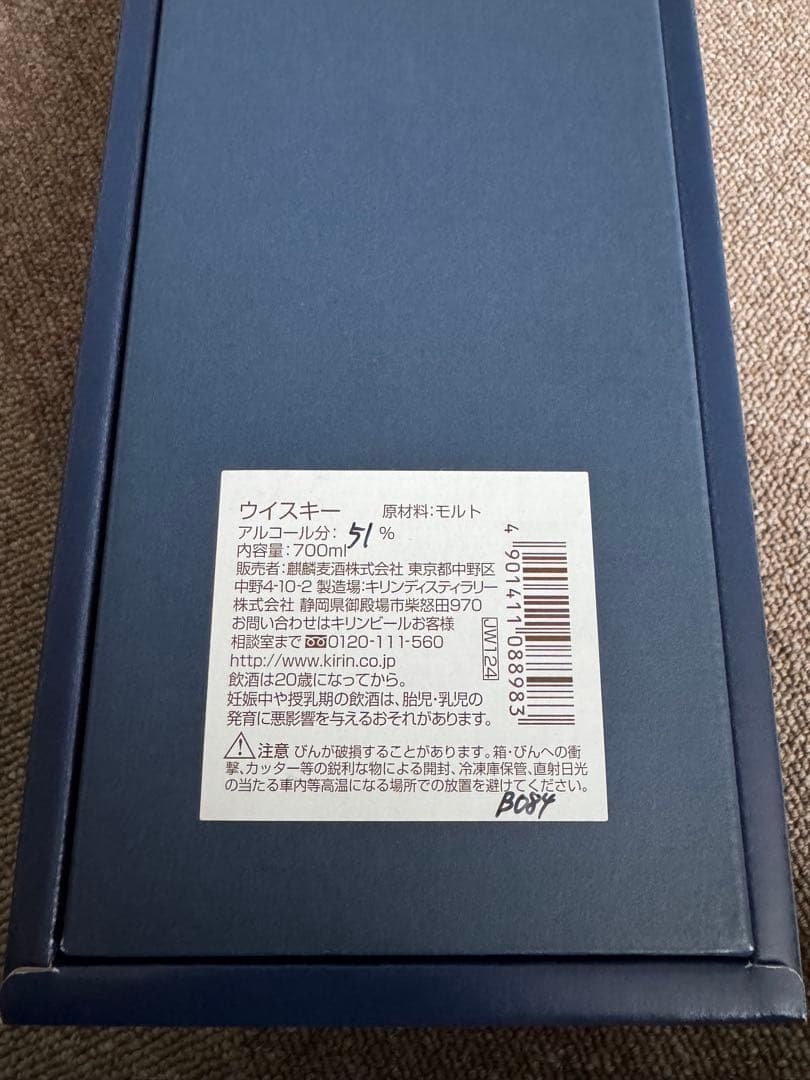 ウイスキー 原材料:モルト
アルコール分: 51 %
内容量:700ml
販売者:麒麟麦酒株式会社 東京都中野区
中野4-10-2 製造場:キリンディスティラリー
株式会社 静岡県御殿場市柴怒田970
お問い合わせはキリンビールお客様
相談室まで 0120-111-560
http://www.kirin.co.jp
飲酒は20歳になってから。
妊娠中や授乳期の飲酒は、胎児・乳児の
発育に悪影響を与えるおそれがあります。
JW124
4901411088983
注意 びんが破損することがあります。箱・びんへの衝
撃、カッター等の鋭利な物による開封、冷凍庫保管、直射日光
の当たる車内等高温になる場所での放置を避けてください。
B084